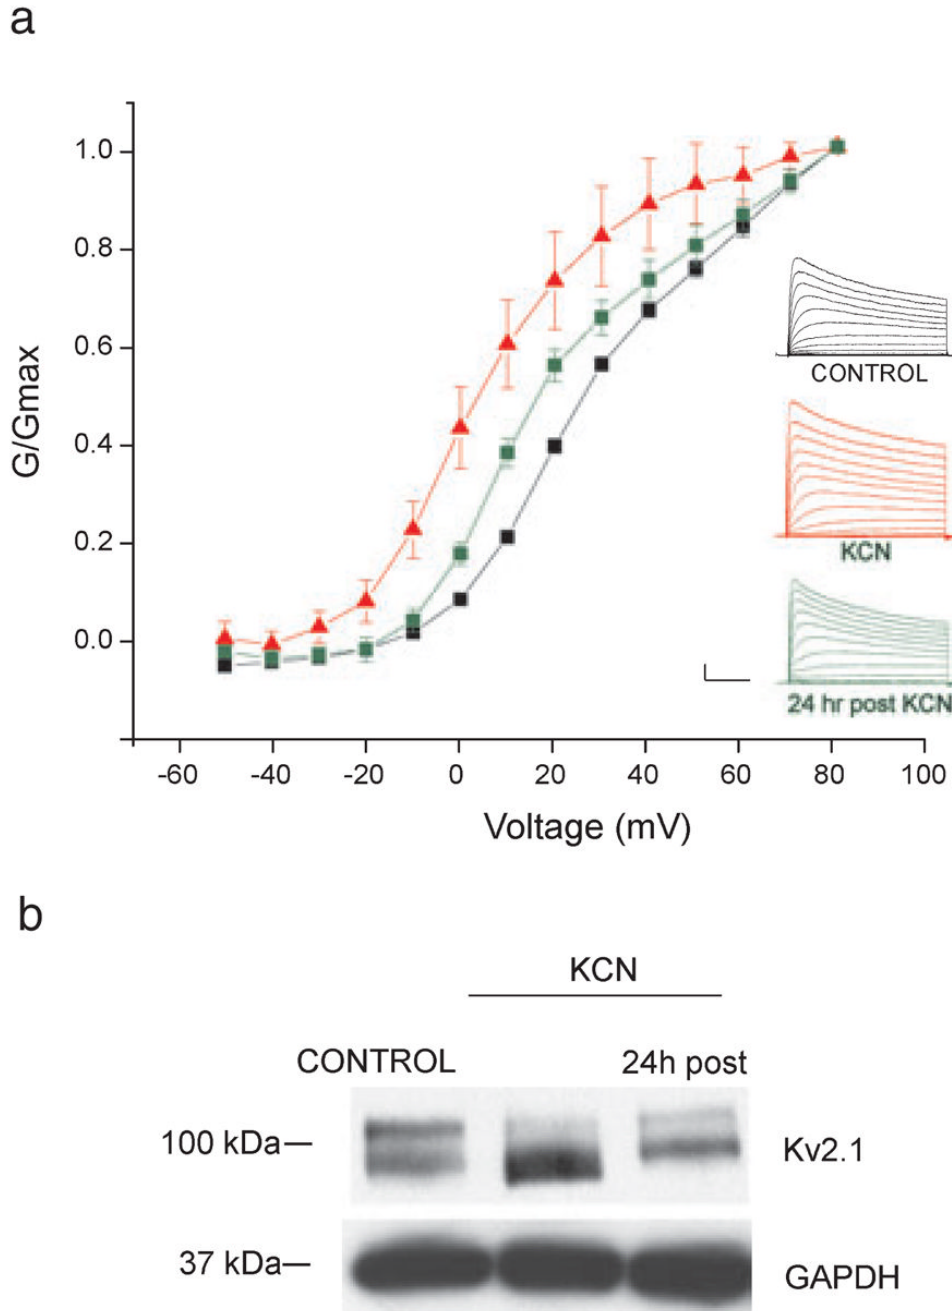 a
1.0
0.8
0.6
0.4
0.2
0.0
G/Gmax
-60 -40 -20 0 20 40 60 80 100
Voltage (mV)
CONTROL
KCN
24 hr post KCN
b
KCN
CONTROL 24h post
100 kDa
Kv2.1
37 kDa
GAPDH